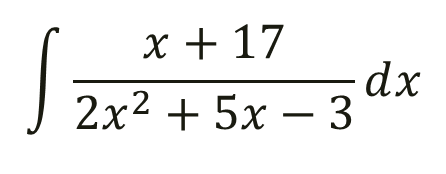 ∫ (x + 17)/(2x² + 5x − 3) dx